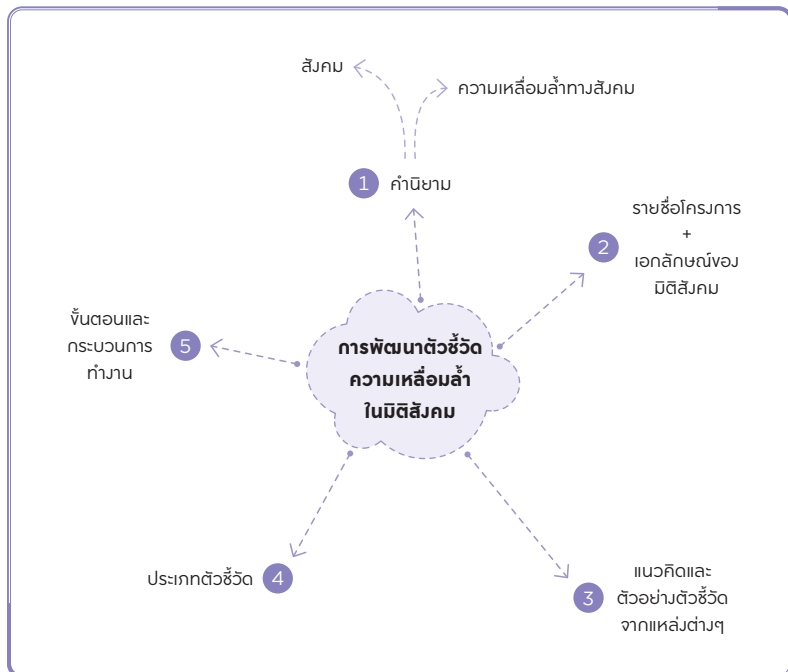 สังคม
ความเหลื่อมล้ำทางสังคม
1 คำนิยาม
รายชื่อโครงการ
+
2
เอกลักษณ์ของ
มิติสังคม
ขั้นตอนและ
กระบวนการ
ทำงาน
5
การพัฒนาตัวชี้วัด
ความเหลื่อมล้ำ
ในมิติสังคม
ประเภทตัวชี้วัด 4
แนวคิดและ
3 ตัวอย่างตัวชี้วัด
จากแหล่งต่างๆ